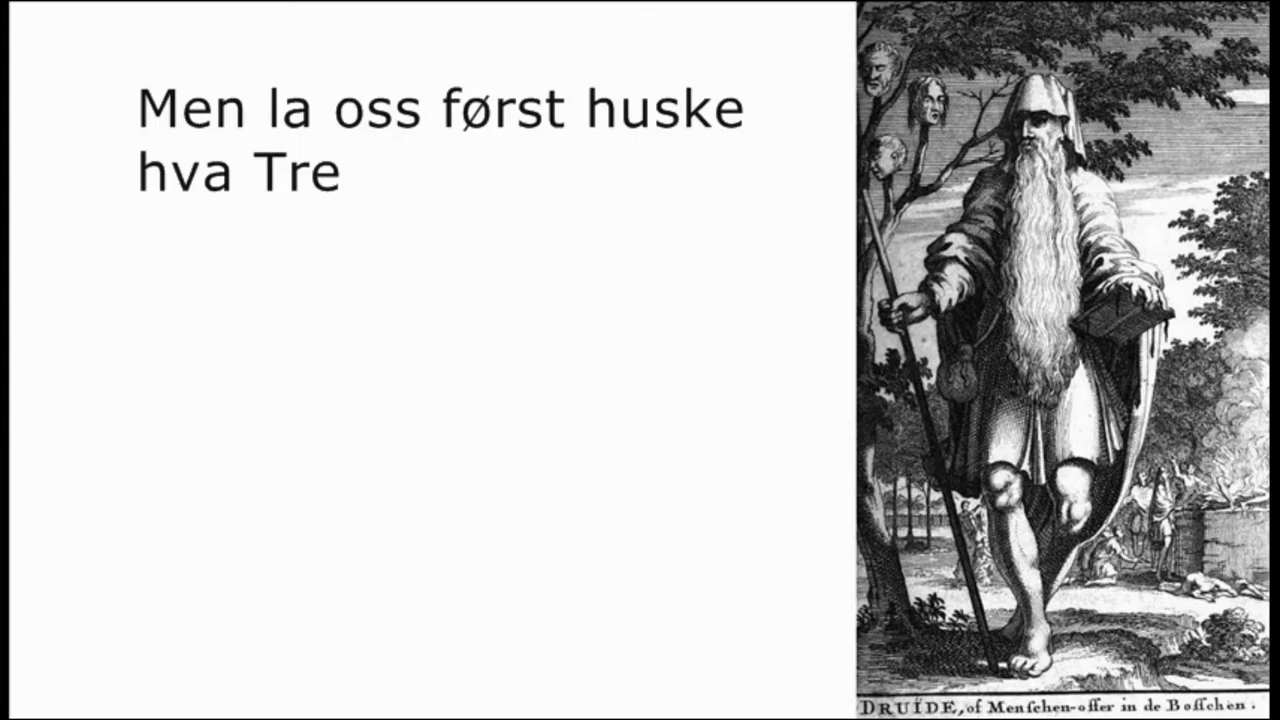 Men la oss først huske
hva Tre
DRUÏDE, of Menſchen-offer in de Boſſchen.